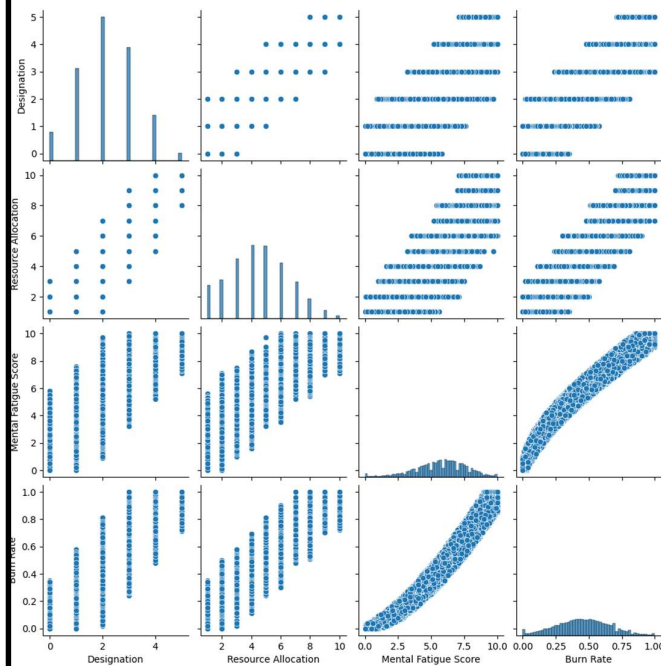 5
4
3
2
1
0
Designation
10
8
6
4
2
Resource Allocation
10
8
6
4
2
0
Mental Fatigue Score
1.0
0.8
0.6
0.4
0.2
0.0
Burn Rate
0 2 4
2 4 6 8 10
0.0 2.5 5.0 7.5 10.0
0.00 0.25 0.50 0.75 1.00
Designation Resource Allocation Mental Fatigue Score Burn Rate